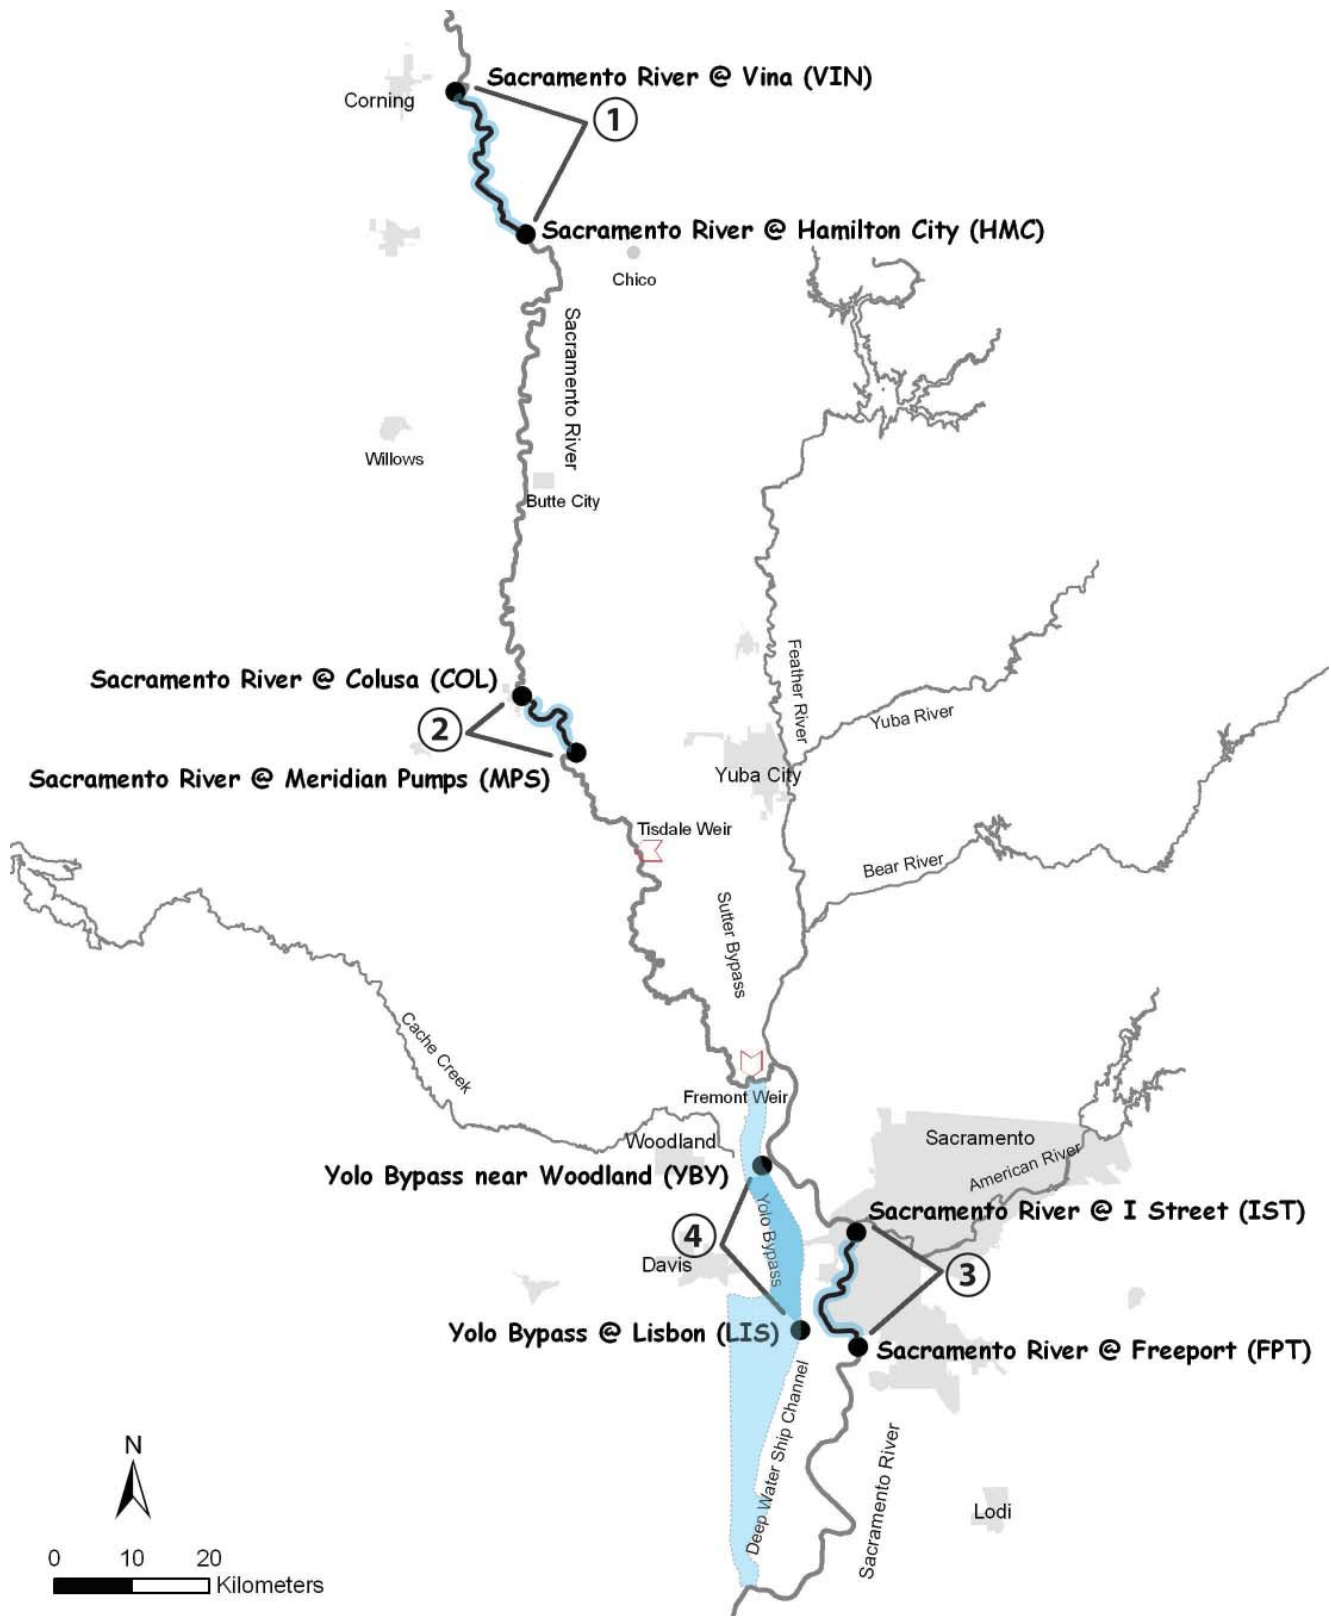 Sacramento River @ Vina (VIN)
Corning
1
Sacramento River @ Hamilton City (HMC)
Chico
Sacramento River
Willows
Butte City
Feather River
Sacramento River @ Colusa (COL)
2
Yuba River
Sacramento River @ Meridian Pumps (MPS)
Yuba City
Tisdale Weir
Bear River
Sutter Bypass
Cache Creek
Fremont Weir
Woodland
Sacramento
American River
Yolo Bypass near Woodland (YBY)
Yolo Bypass
Sacramento River @ I Street (IST)
4
Davis
3
Yolo Bypass @ Lisbon (LIS)
Sacramento River @ Freeport (FPT)
Deep Water Ship Channel
Sacramento River
N
Lodi
0 10 20
Kilometers